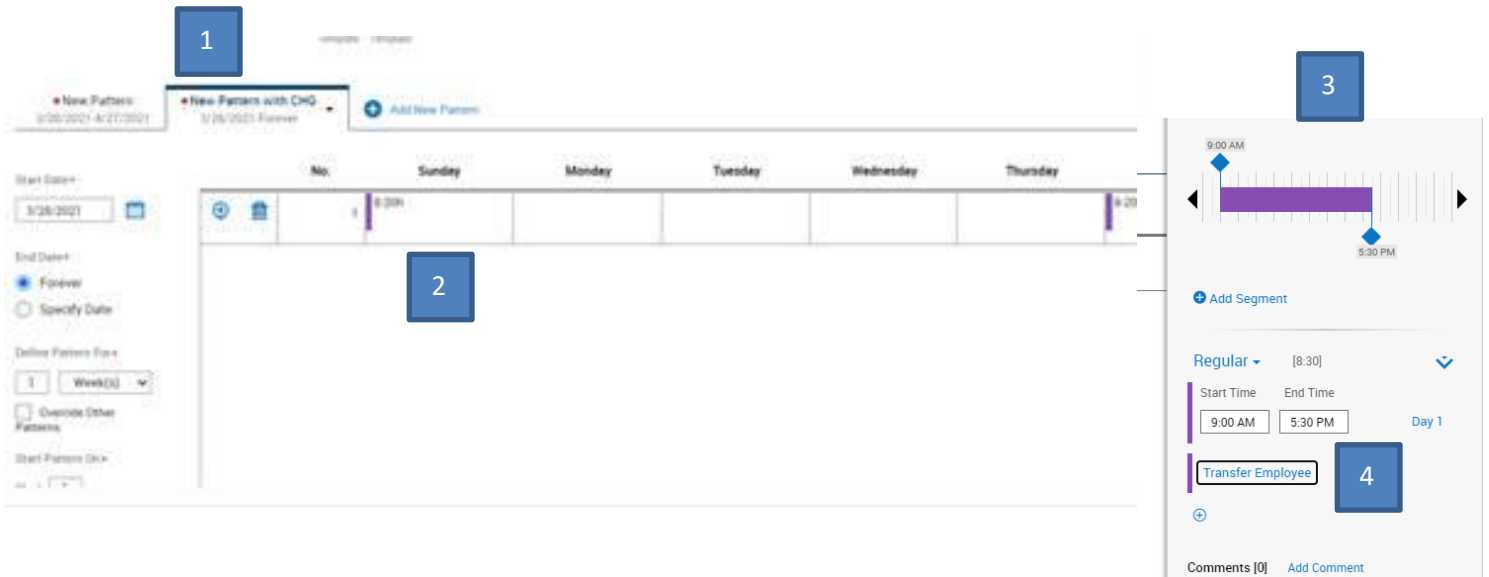 1
Template Template
New Pattern
3/28/2021-4/27/2021
New Pattern with CHG
3/28/2021-Forever
Add New Pattern
Start Date*
3/28/2021
End Date*
Forever
Specify Date
Define Pattern For*
1 Week(s)
Override Other
Patterns
Start Pattern On*
No. Sunday Monday Tuesday Wednesday Thursday
1
2
3
9:00 AM
5:30 PM
Add Segment
Regular [8:30]
Start Time End Time
9:00 AM 5:30 PM Day 1
Transfer Employee
4
Comments [0] Add Comment